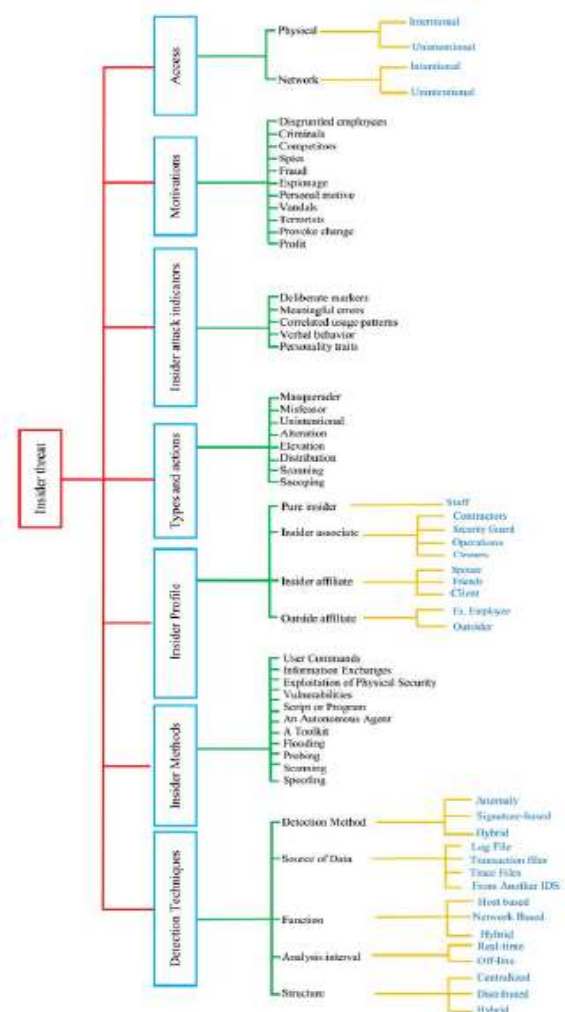 Insider threat
Access
Physical
Intentional
Unintentional
Network
Intentional
Unintentional
Motivations
Disgruntled employees
Criminals
Competitors
Spies
Fraud
Espionage
Personal motive
Vandals
Terrorists
Provoke change
Profit
Insider attack indicators
Deliberate markers
Meaningful errors
Correlated usage patterns
Verbal behavior
Personality traits
Types and actions
Masquerader
Misfeasor
Unintentional
Alteration
Elevation
Distribution
Scanning
Snooping
Insider Profile
Pure insider
Staff
Insider associate
Contractors
Security Guard
Operations
Cleaners
Insider affiliate
Spouse
Friends
Client
Outside affiliate
Ex. Employee
Outsider
Insider Methods
User Commands
Information Exchanges
Exploitation of Physical Security
Vulnerabilities
Script or Program
An Autonomous Agent
A Toolkit
Flooding
Probing
Scanning
Spoofing
Detection Techniques
Detection Method
Anomaly
Signature-based
Hybrid
Source of Data
Log File
Transaction files
Trace Files
From Another IDS
Function
Host based
Network Based
Hybrid
Analysis interval
Real-time
Off-line
Structure
Centralized
Distributed
Hybrid